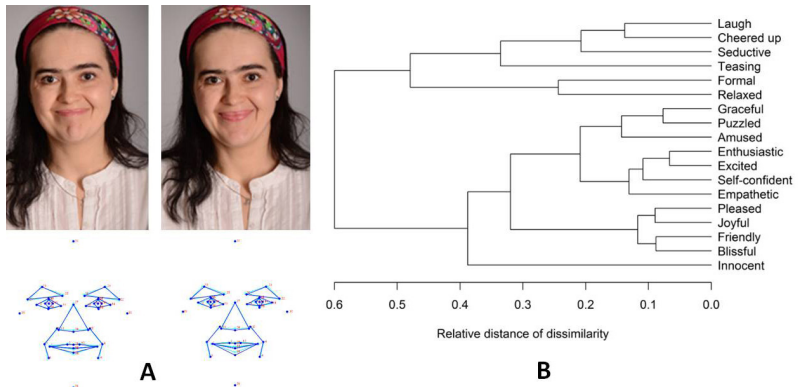 Laugh
Cheered up
Seductive
Teasing
Formal
Relaxed
Graceful
Puzzled
Amused
Enthusiastic
Excited
Self-confident
Empathetic
Pleased
Joyful
Friendly
Blissful
Innocent
0.6 0.5 0.4 0.3 0.2 0.1 0.0
Relative distance of dissimilarity
A B